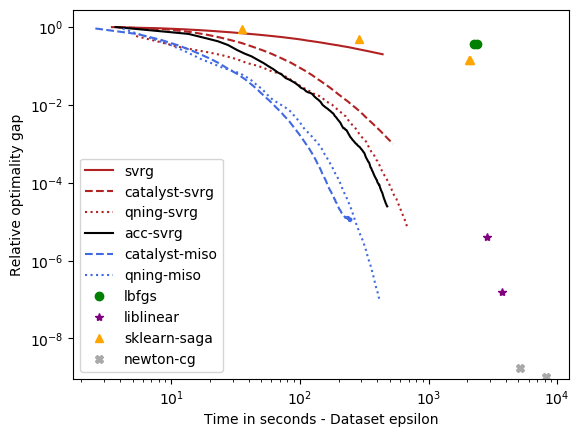 10^0
10^-2
10^-4
10^-6
10^-8
Relative optimality gap
svrg
catalyst-svrg
qning-svrg
acc-svrg
catalyst-miso
qning-miso
lbfgs
liblinear
sklearn-saga
newton-cg
10^1
10^2
10^3
10^4
Time in seconds - Dataset epsilon